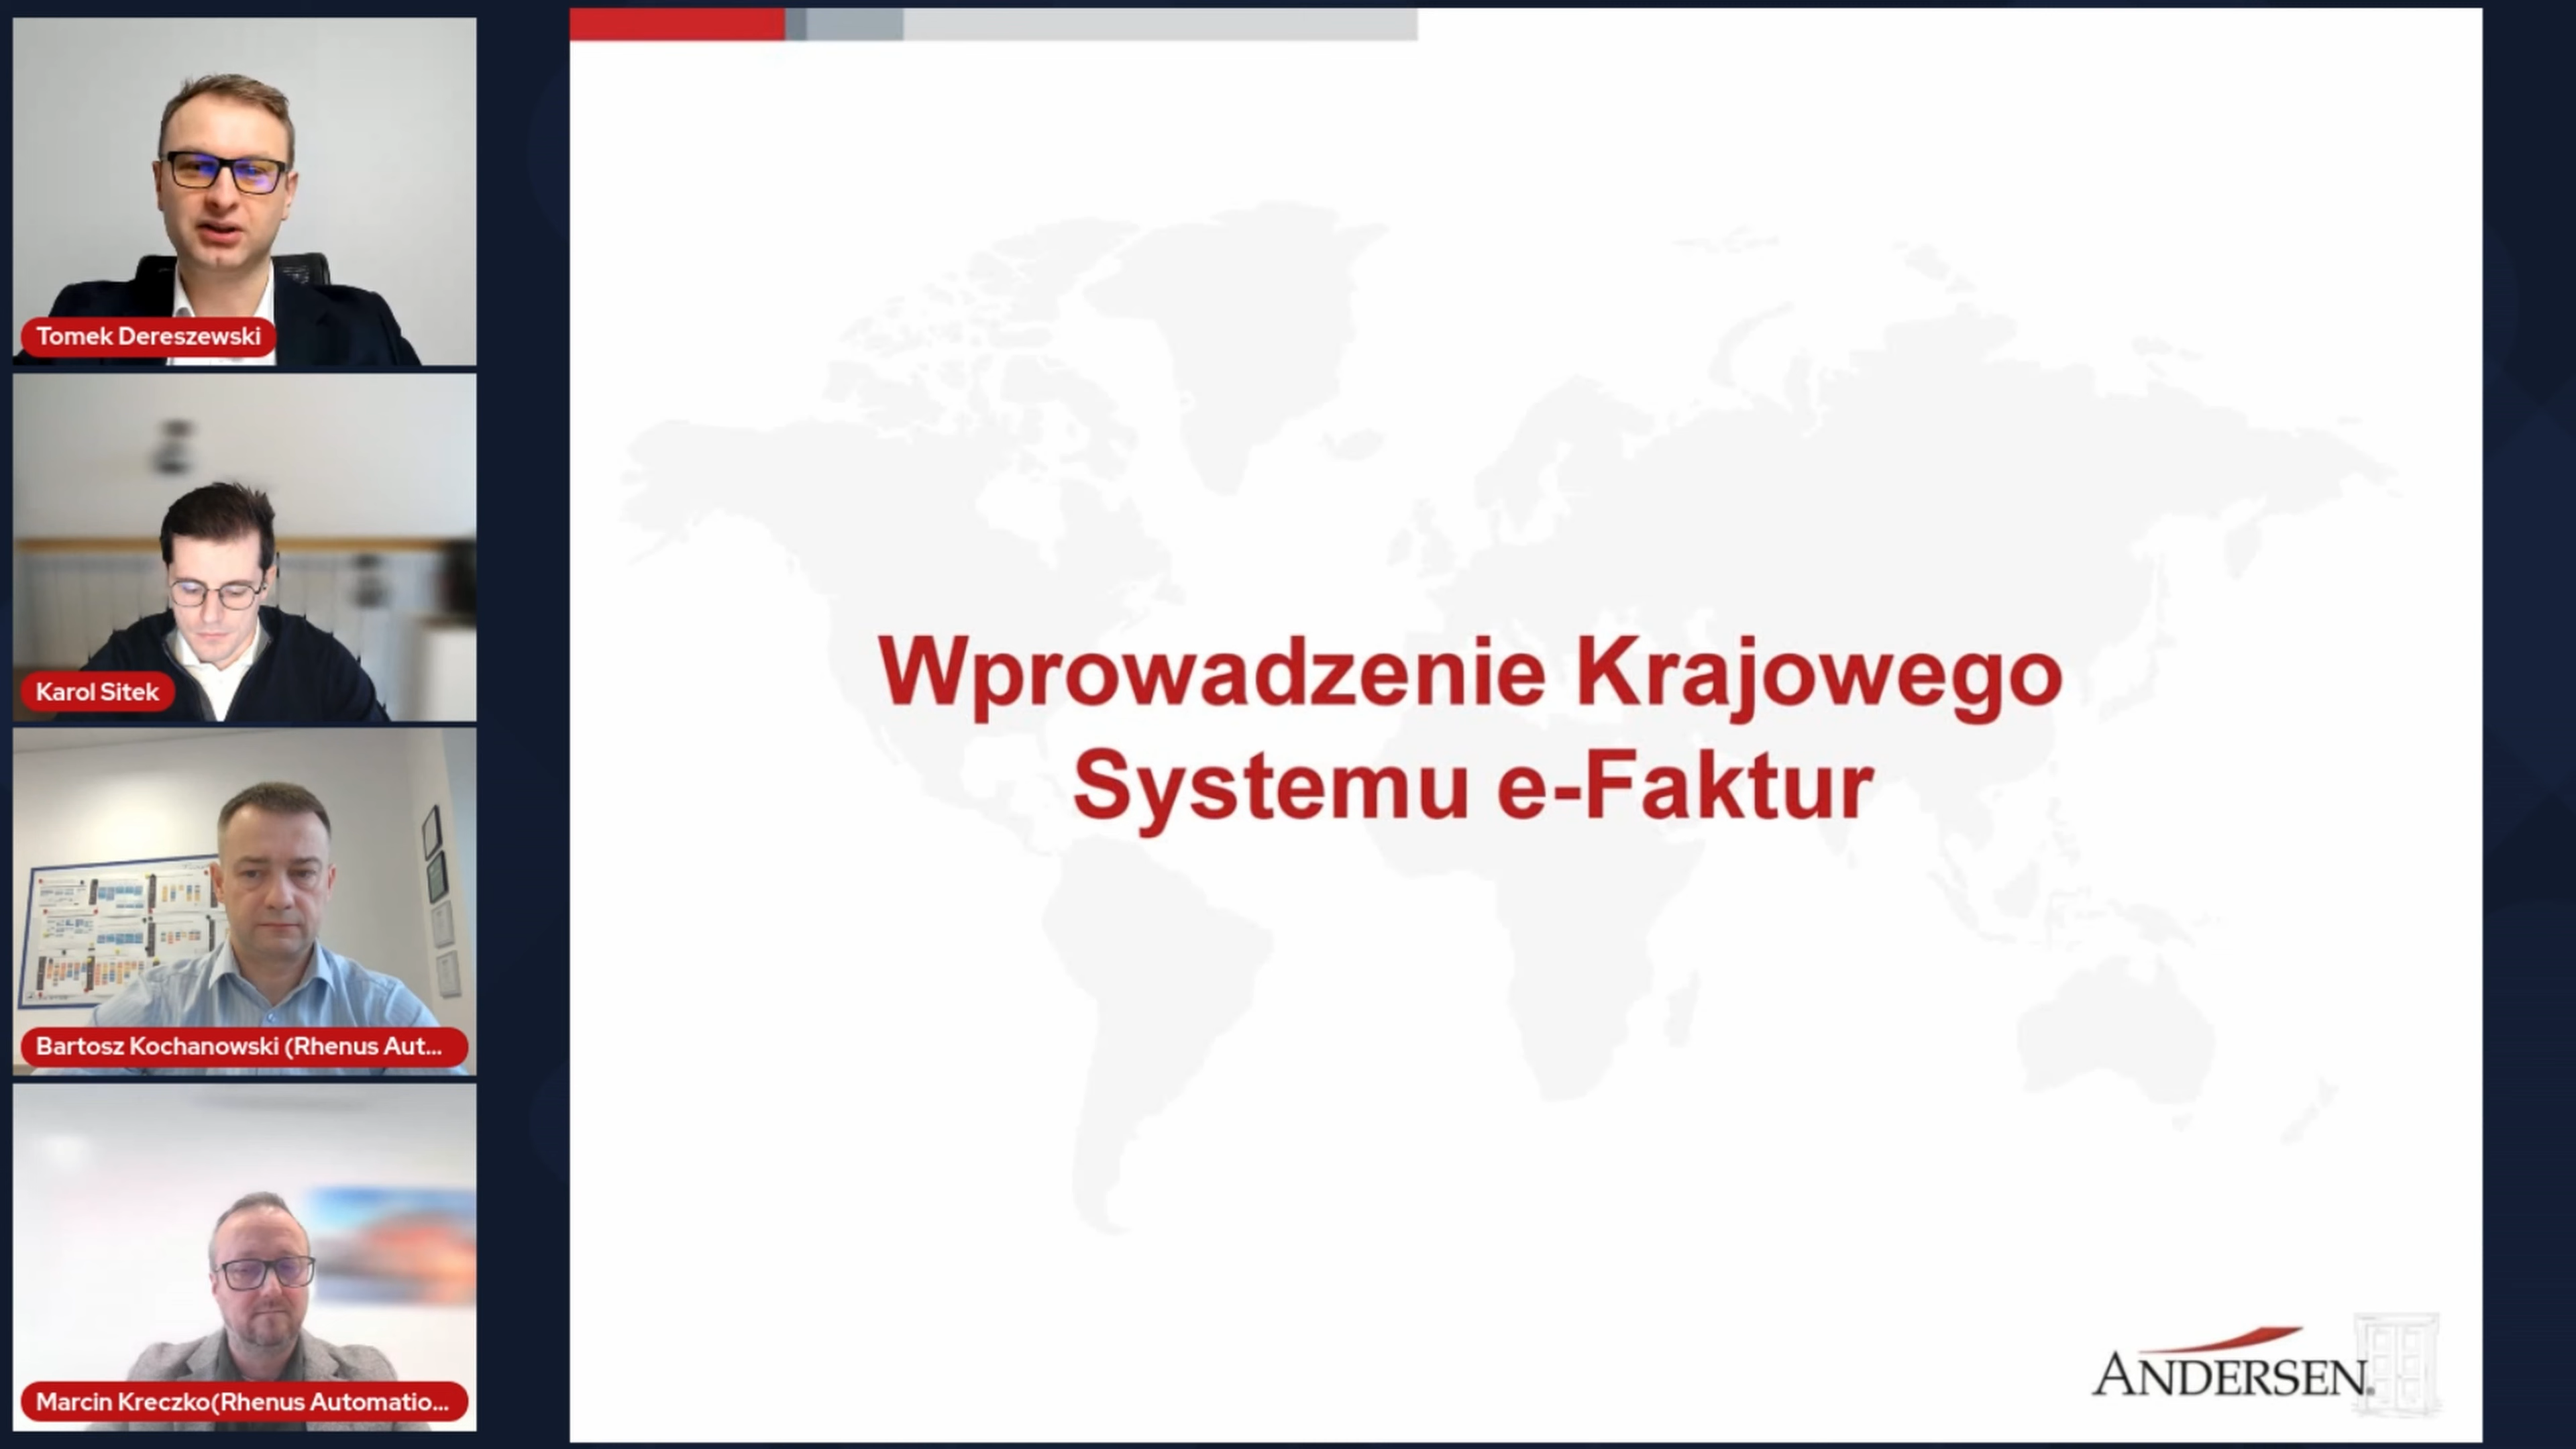 Tomek Dereszewski
Karol Sitek
Bartosz Kochanowski (Rhenus Aut...
Marcin Kreczko(Rhenus Automatio...
Wprowadzenie Krajowego
Systemu e-Faktur
ANDERSEN®